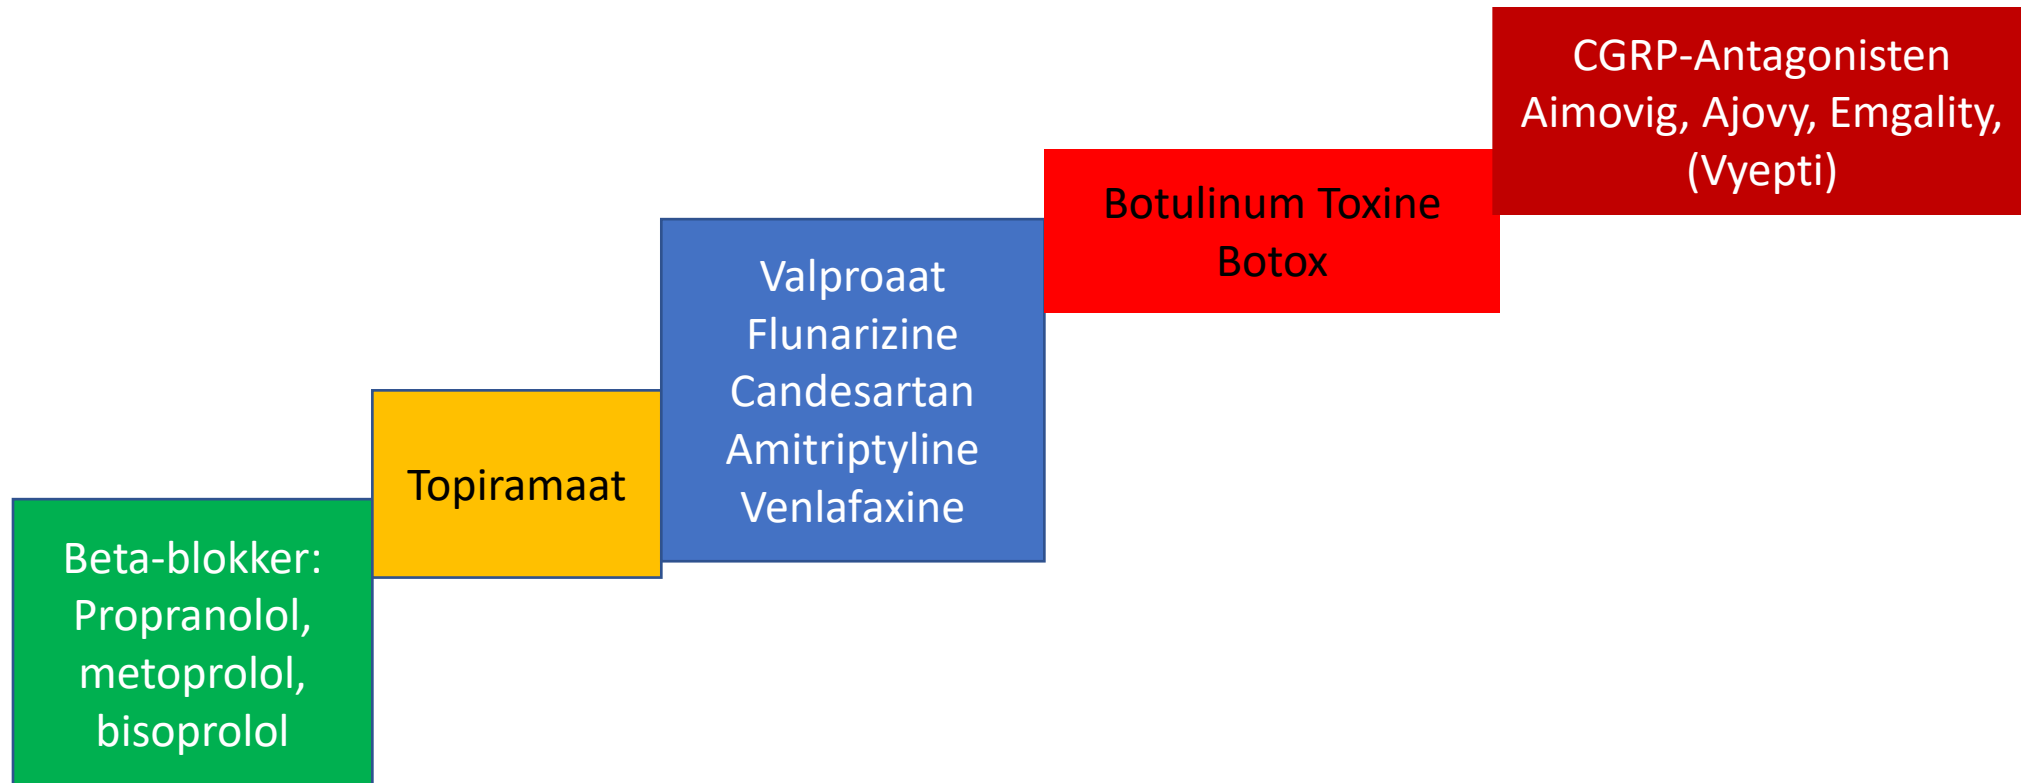 Beta-blokker:
Propranolol,
metoprolol,
bisoprolol
Topiramaat
Valproaat
Flunarizine
Candesartan
Amitriptyline
Venlafaxine
Botulinum Toxine
Botox
CGRP-Antagonisten
Aimovig, Ajovy, Emgality,
(Vyepti)